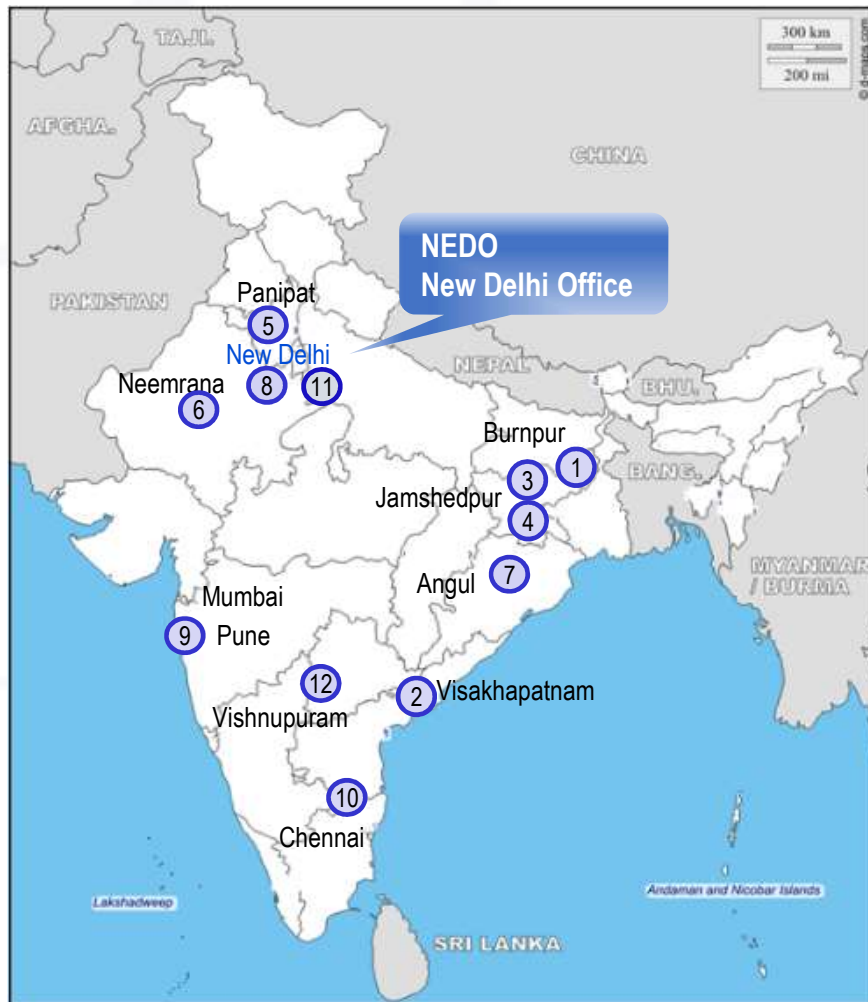 TAJI.
300 km
200 mi
© d-maps.com
AFGHA.
CHINA
NEDO
New Delhi Office
PAKISTAN
Panipat
5
New Delhi
NEPAL
Neemrana
8
11
BHU.
6
Burnpur
1
3
BANG.
Jamshedpur
4
Angul
7
MYANMAR
/ BURMA
Mumbai
9
Pune
12
2
Visakhapatnam
Vishnupuram
10
Chennai
Lakshadweep
Andaman and Nicobar Islands
SRI LANKA